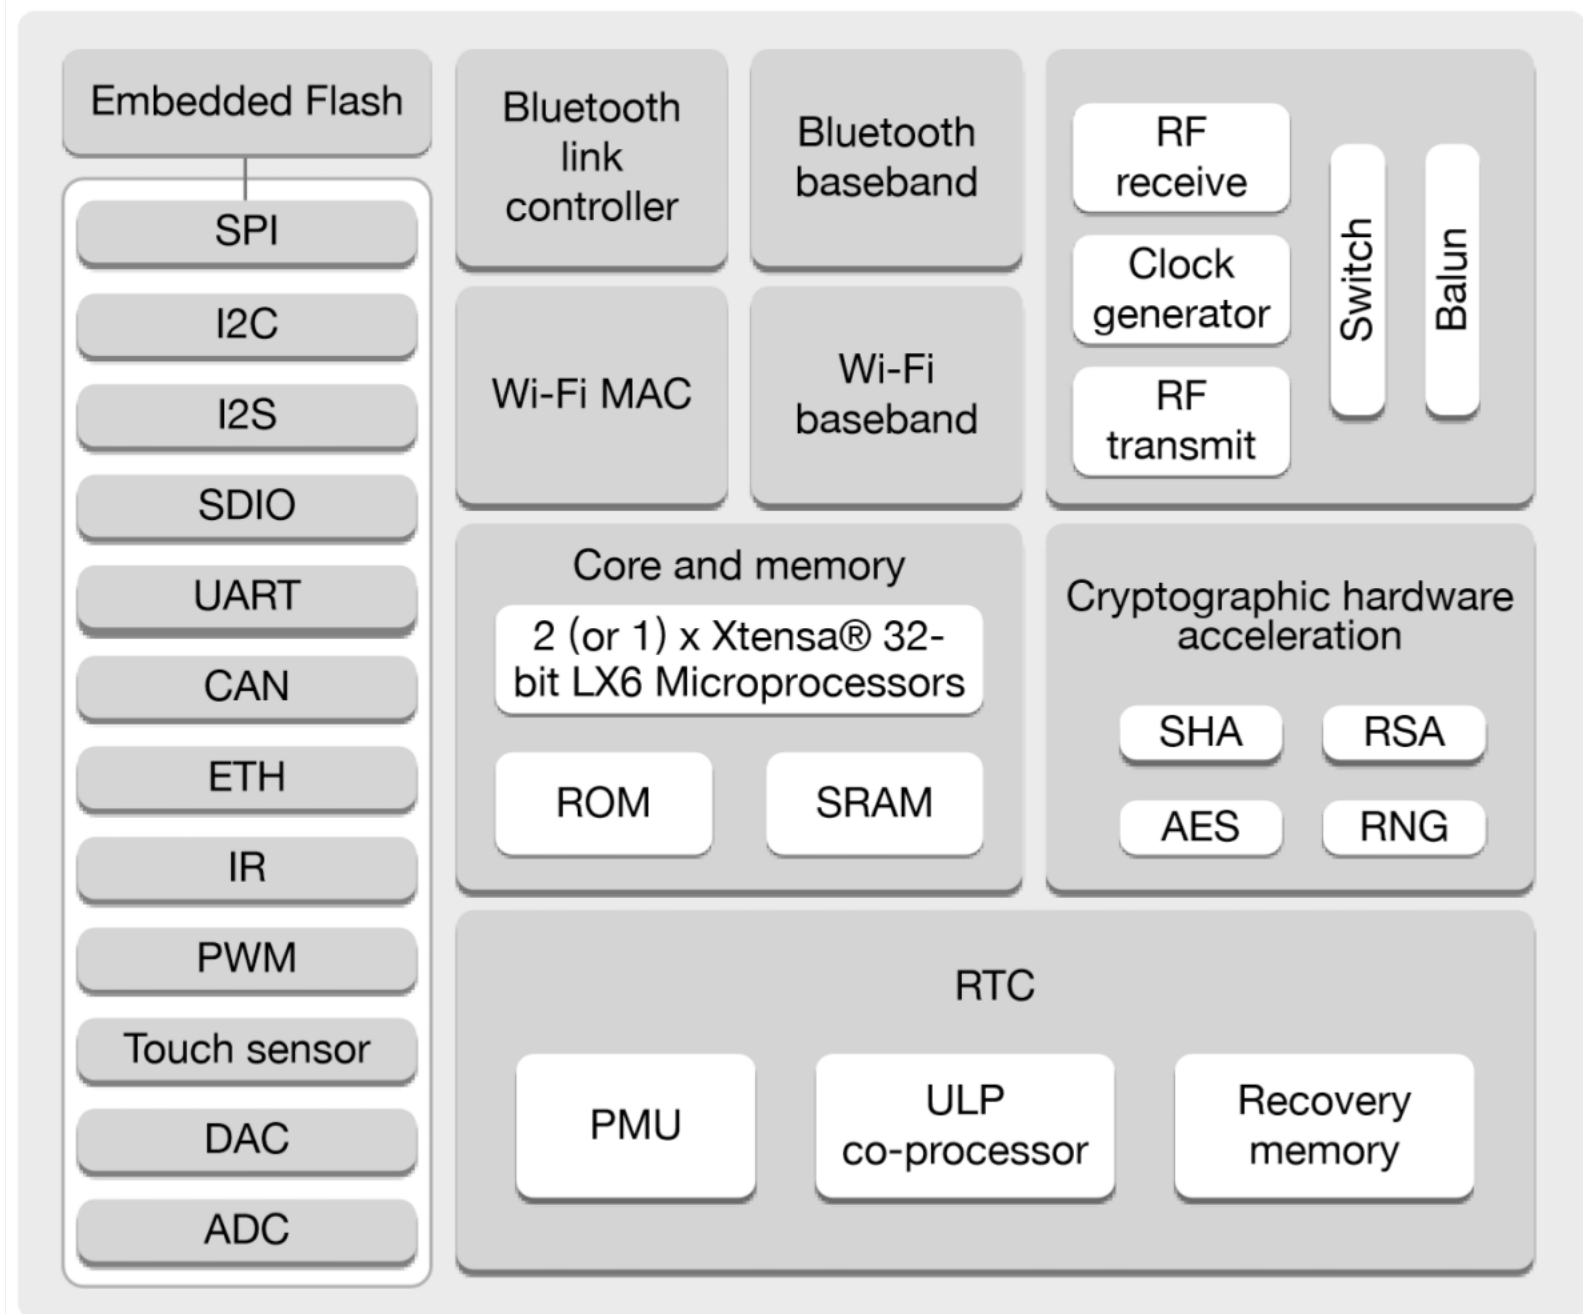 Embedded Flash
SPI
I2C
I2S
SDIO
UART
CAN
ETH
IR
PWM
Touch sensor
DAC
ADC
Bluetooth
link
controller
Bluetooth
baseband
Wi-Fi MAC
Wi-Fi
baseband
RF
receive
Clock
generator
RF
transmit
Switch
Balun
Core and memory
2 (or 1) x Xtensa® 32-
bit LX6 Microprocessors
ROM
SRAM
Cryptographic hardware
acceleration
SHA
RSA
AES
RNG
RTC
PMU
ULP
co-processor
Recovery
memory